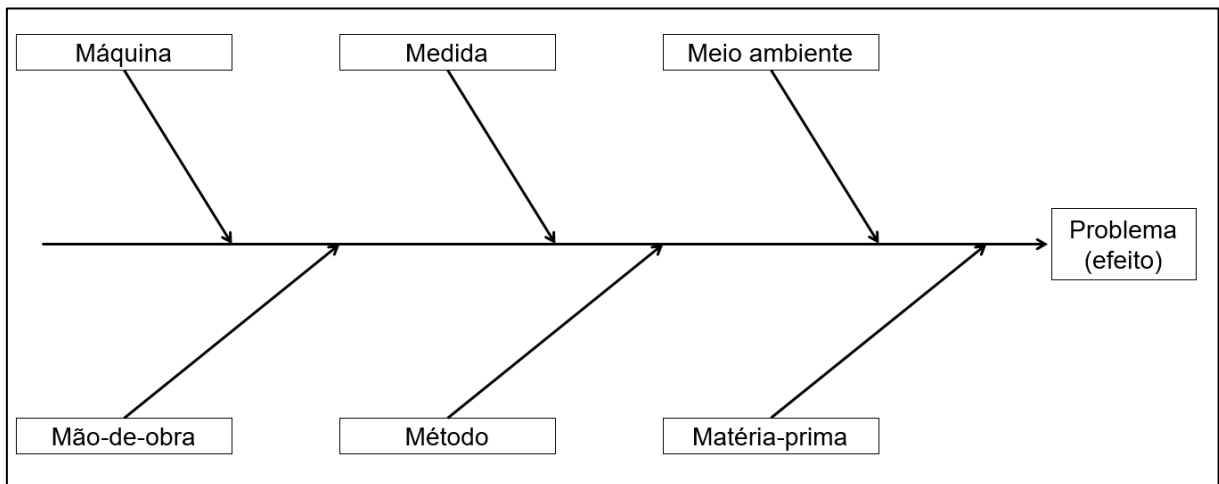 Máquina
Medida
Meio ambiente
Problema
(efeito)
Mão-de-obra
Método
Matéria-prima